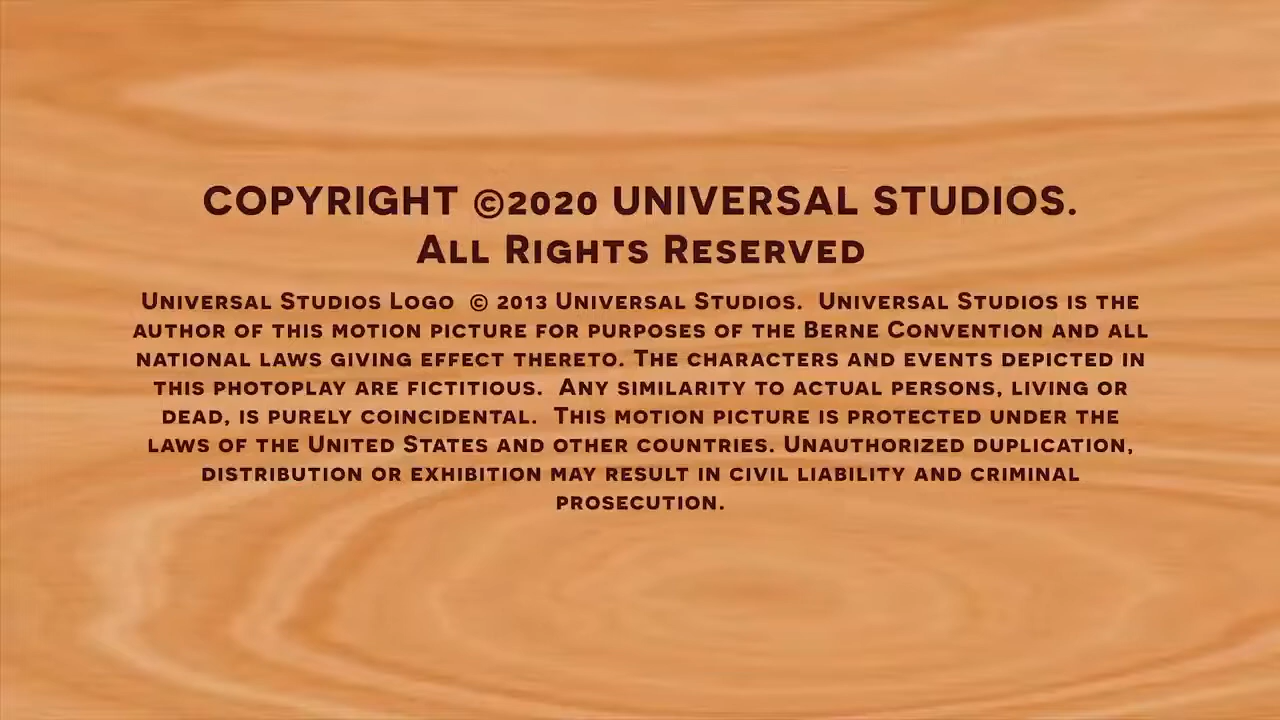 COPYRIGHT ©2020 UNIVERSAL STUDIOS.
ALL RIGHTS RESERVED
UNIVERSAL STUDIOS LOGO © 2013 UNIVERSAL STUDIOS. UNIVERSAL STUDIOS IS THE
AUTHOR OF THIS MOTION PICTURE FOR PURPOSES OF THE BERNE CONVENTION AND ALL
NATIONAL LAWS GIVING EFFECT THERETO. THE CHARACTERS AND EVENTS DEPICTED IN
THIS PHOTOPLAY ARE FICTITIOUS. ANY SIMILARITY TO ACTUAL PERSONS, LIVING OR
DEAD, IS PURELY COINCIDENTAL. THIS MOTION PICTURE IS PROTECTED UNDER THE
LAWS OF THE UNITED STATES AND OTHER COUNTRIES. UNAUTHORIZED DUPLICATION,
DISTRIBUTION OR EXHIBITION MAY RESULT IN CIVIL LIABILITY AND CRIMINAL
PROSECUTION.